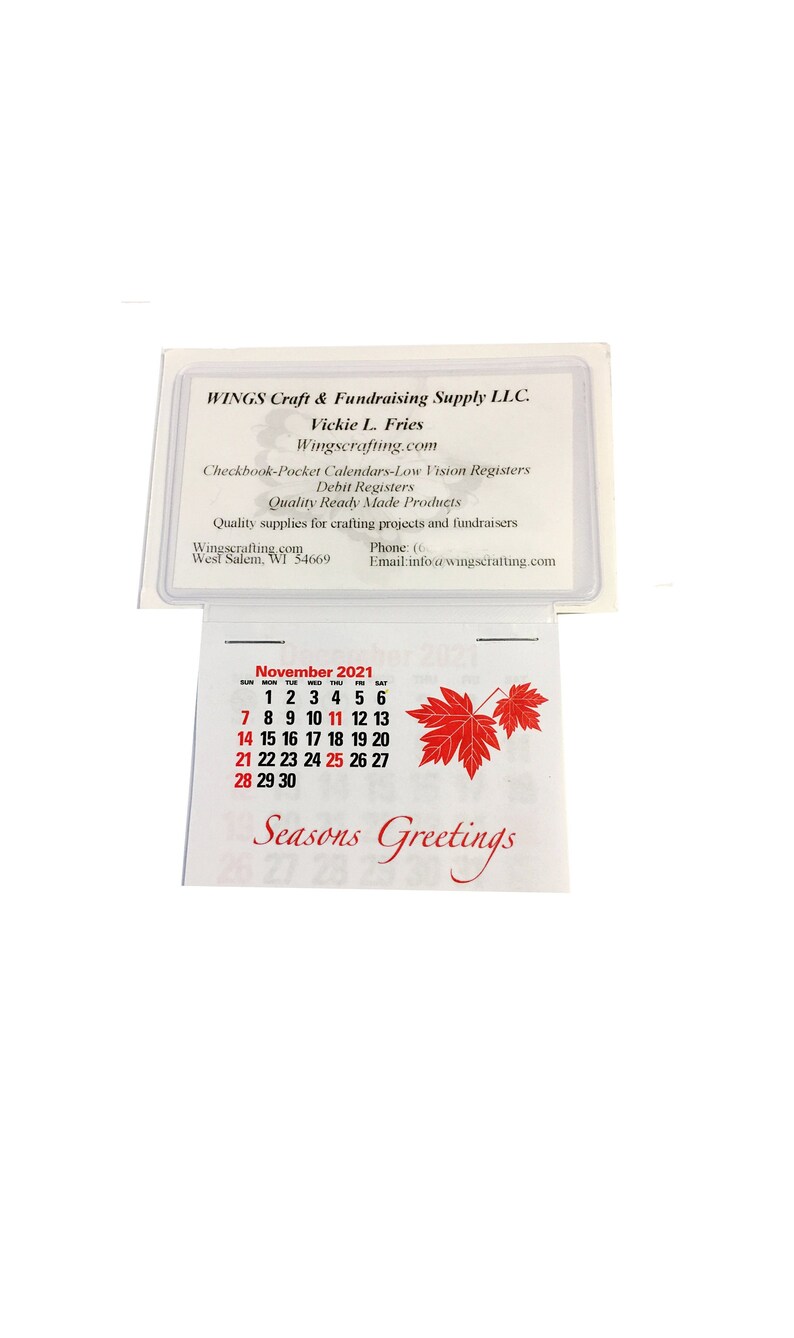 WINGS Craft & Fundraising Supply LLC.
Vickie L. Fries
Wingscrafting.com
Checkbook-Pocket Calendars-Low Vision Registers
Debit Registers
Quality Ready Made Products
Quality supplies for crafting projects and fundraisers
Wingscrafting.com Phone: (6
West Salem, WI 54669 Email:info@wingscrafting.com
December 2021
November 2021
SUN MON TUE WED THU FRI SAT
1 2 3 4 5 6
7 8 9 10 11 12 13
14 15 16 17 18 19 20
21 22 23 24 25 26 27
28 29 30
Seasons Greetings